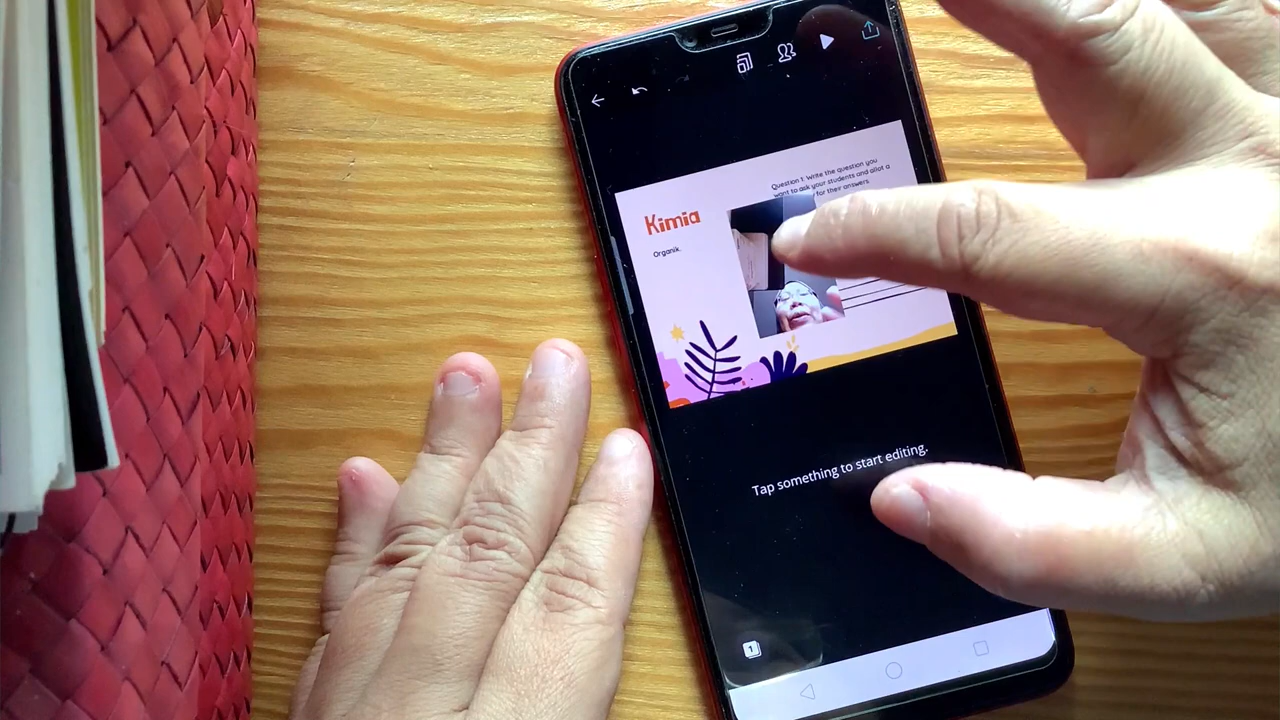 Question 1: Write the question you
want to ask your students and allot a
for their answers
Kimia
Organik.
Tap something to start editing.
1